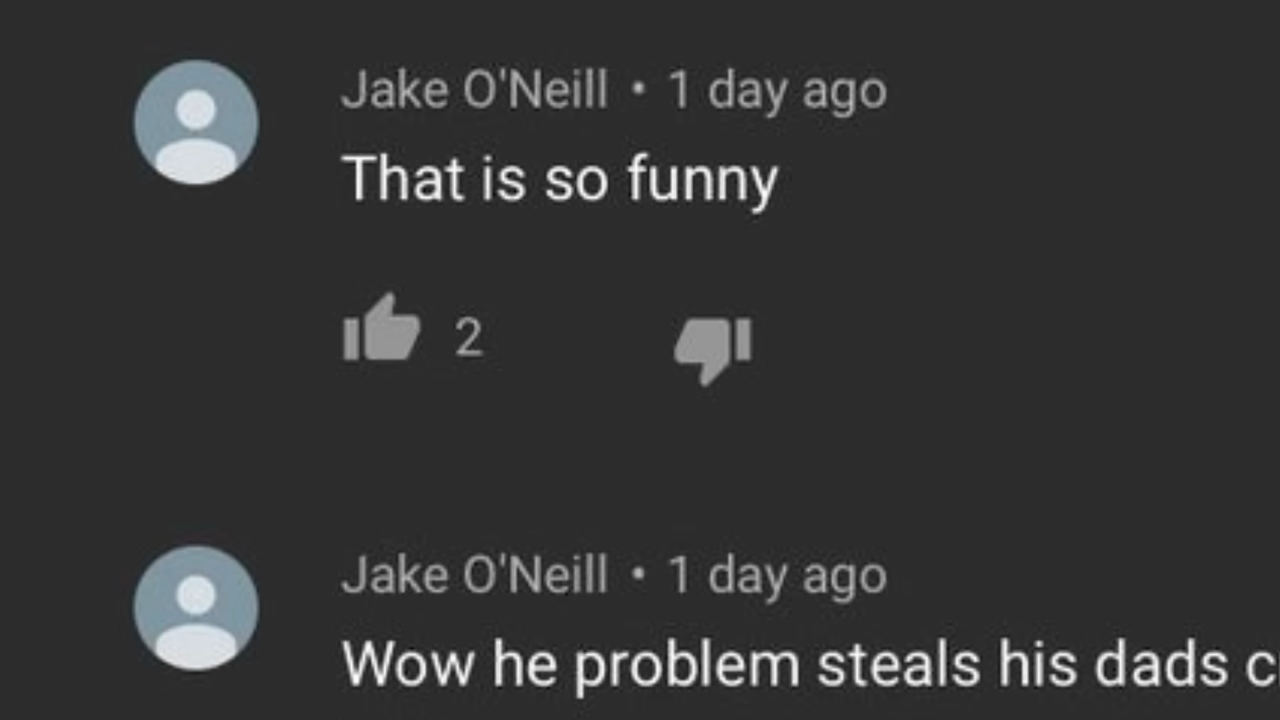 Jake O'Neill • 1 day ago
That is so funny
2
Jake O'Neill • 1 day ago
Wow he problem steals his dads